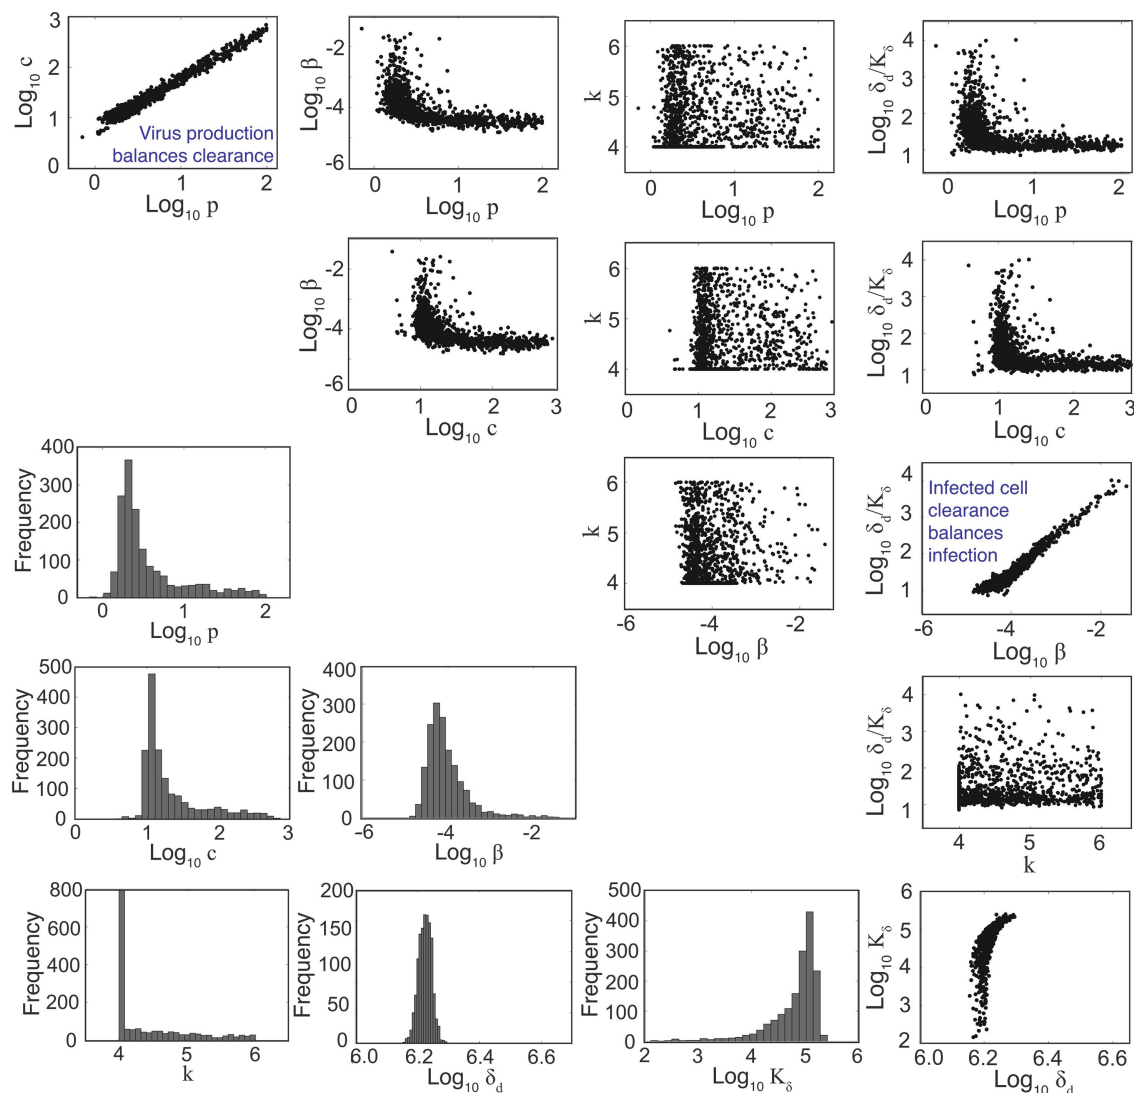 3
2
1
0
Log₁₀ c
Virus production
balances clearance
0 1 2
Log₁₀ p
-2
-4
-6
Log₁₀ β
0 1 2
Log₁₀ p
6
5
4
k
0 1 2
Log₁₀ p
4
3
2
1
Log₁₀ δd/Kδ
0 1 2
Log₁₀ p
-2
-4
-6
Log₁₀ β
0 1 2 3
Log₁₀ c
6
5
4
k
0 1 2 3
Log₁₀ c
4
3
2
1
Log₁₀ δd/Kδ
0 1 2 3
Log₁₀ c
400
300
200
100
0
Frequency
0 1 2
Log₁₀ p
6
5
4
k
-6 -4 -2
Log₁₀ β
4
3
2
1
Log₁₀ δd/Kδ
Infected cell
clearance
balances
infection
-6 -4 -2
Log₁₀ β
500
400
300
200
100
0
Frequency
0 1 2 3
Log₁₀ c
400
300
200
100
0
Frequency
-6 -4 -2
Log₁₀ β
4
3
2
1
Log₁₀ δd/Kδ
4 5 6
k
800
600
400
200
0
Frequency
4 5 6
k
200
150
100
50
0
Frequency
6.0 6.2 6.4 6.6
Log₁₀ δd
500
400
300
200
100
0
Frequency
2 3 4 5 6
Log₁₀ Kδ
6
5
4
3
2
Log₁₀ Kδ
6.0 6.2 6.4 6.6
Log₁₀ δd